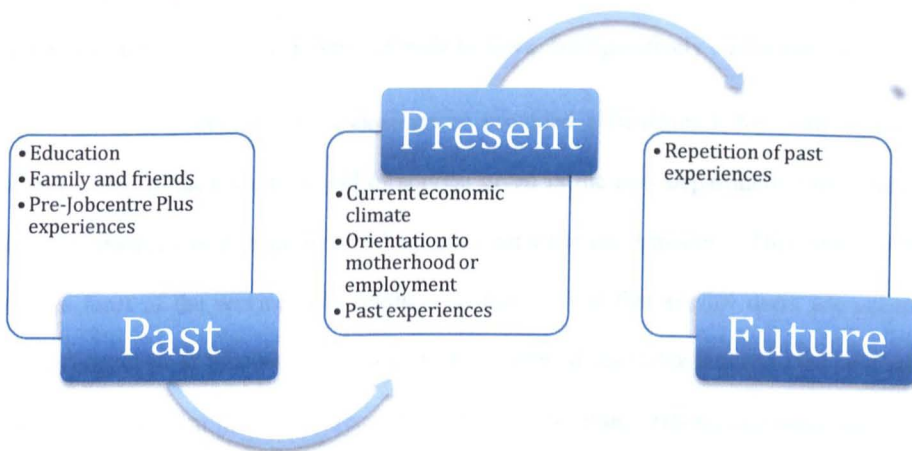 • Education
• Family and friends
• Pre-Jobcentre Plus
experiences
Past
Present
• Current economic
climate
• Orientation to
motherhood or
employment
• Past experiences
• Repetition of past
experiences
Future